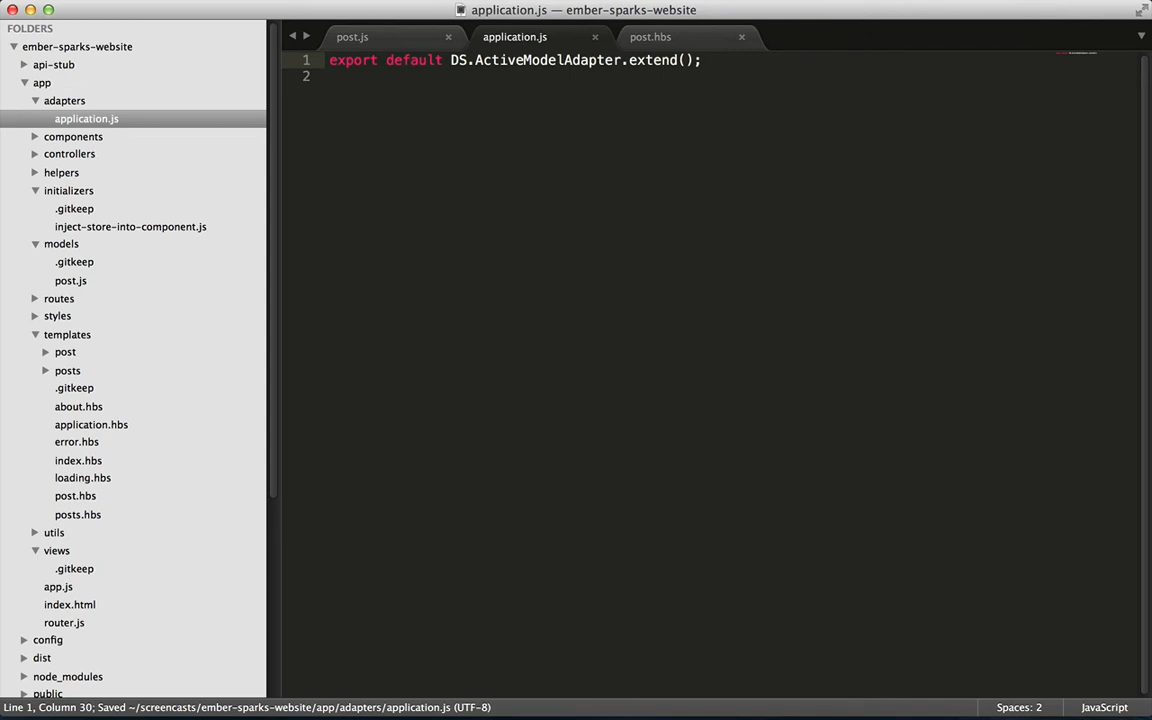 application.js — ember-sparks-website
FOLDERS
ember-sparks-website
api-stub
app
adapters
application.js
components
controllers
helpers
initializers
.gitkeep
inject-store-into-component.js
models
.gitkeep
post.js
routes
styles
templates
post
posts
.gitkeep
about.hbs
application.hbs
error.hbs
index.hbs
loading.hbs
post.hbs
posts.hbs
utils
views
.gitkeep
app.js
index.html
router.js
config
dist
node_modules
public
post.js
application.js
post.hbs
1 export default DS.ActiveModelAdapter.extend();
2
Line 1, Column 30; Saved ~/screencasts/ember-sparks-website/app/adapters/application.js (UTF-8)
Spaces: 2
JavaScript